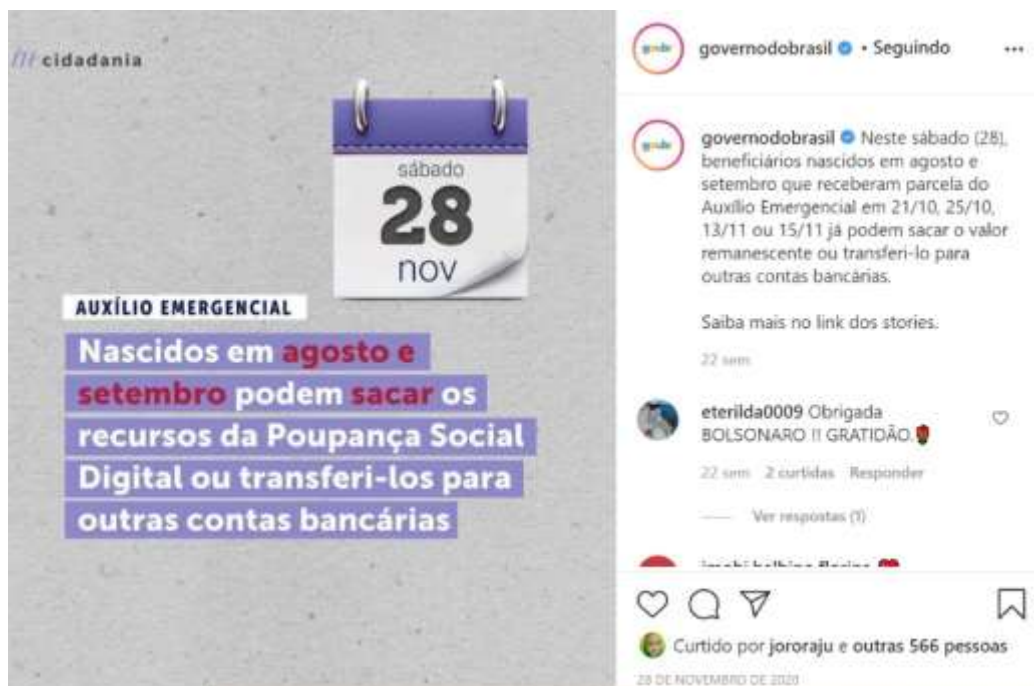 cidadania
sábado
28
nov
AUXÍLIO EMERGENCIAL
Nascidos em agosto e
setembro podem sacar os
recursos da Poupança Social
Digital ou transferi-los para
outras contas bancárias
governodobrasil • Seguindo
governodobrasil Neste sábado (28),
beneficiários nascidos em agosto e
setembro que receberam parcela do
Auxílio Emergencial em 21/10, 25/10,
13/11 ou 15/11 já podem sacar o valor
remanescente ou transferi-lo para
outras contas bancárias.
Saiba mais no link dos stories.
22 sem
eterilda0009 Obrigada
BOLSONARO !! GRATIDÃO.🌹
22 sem 2 curtidas Responder
Ver respostas (1)
Curtido por jororaju e outras 566 pessoas
28 DE NOVEMBRO DE 2020